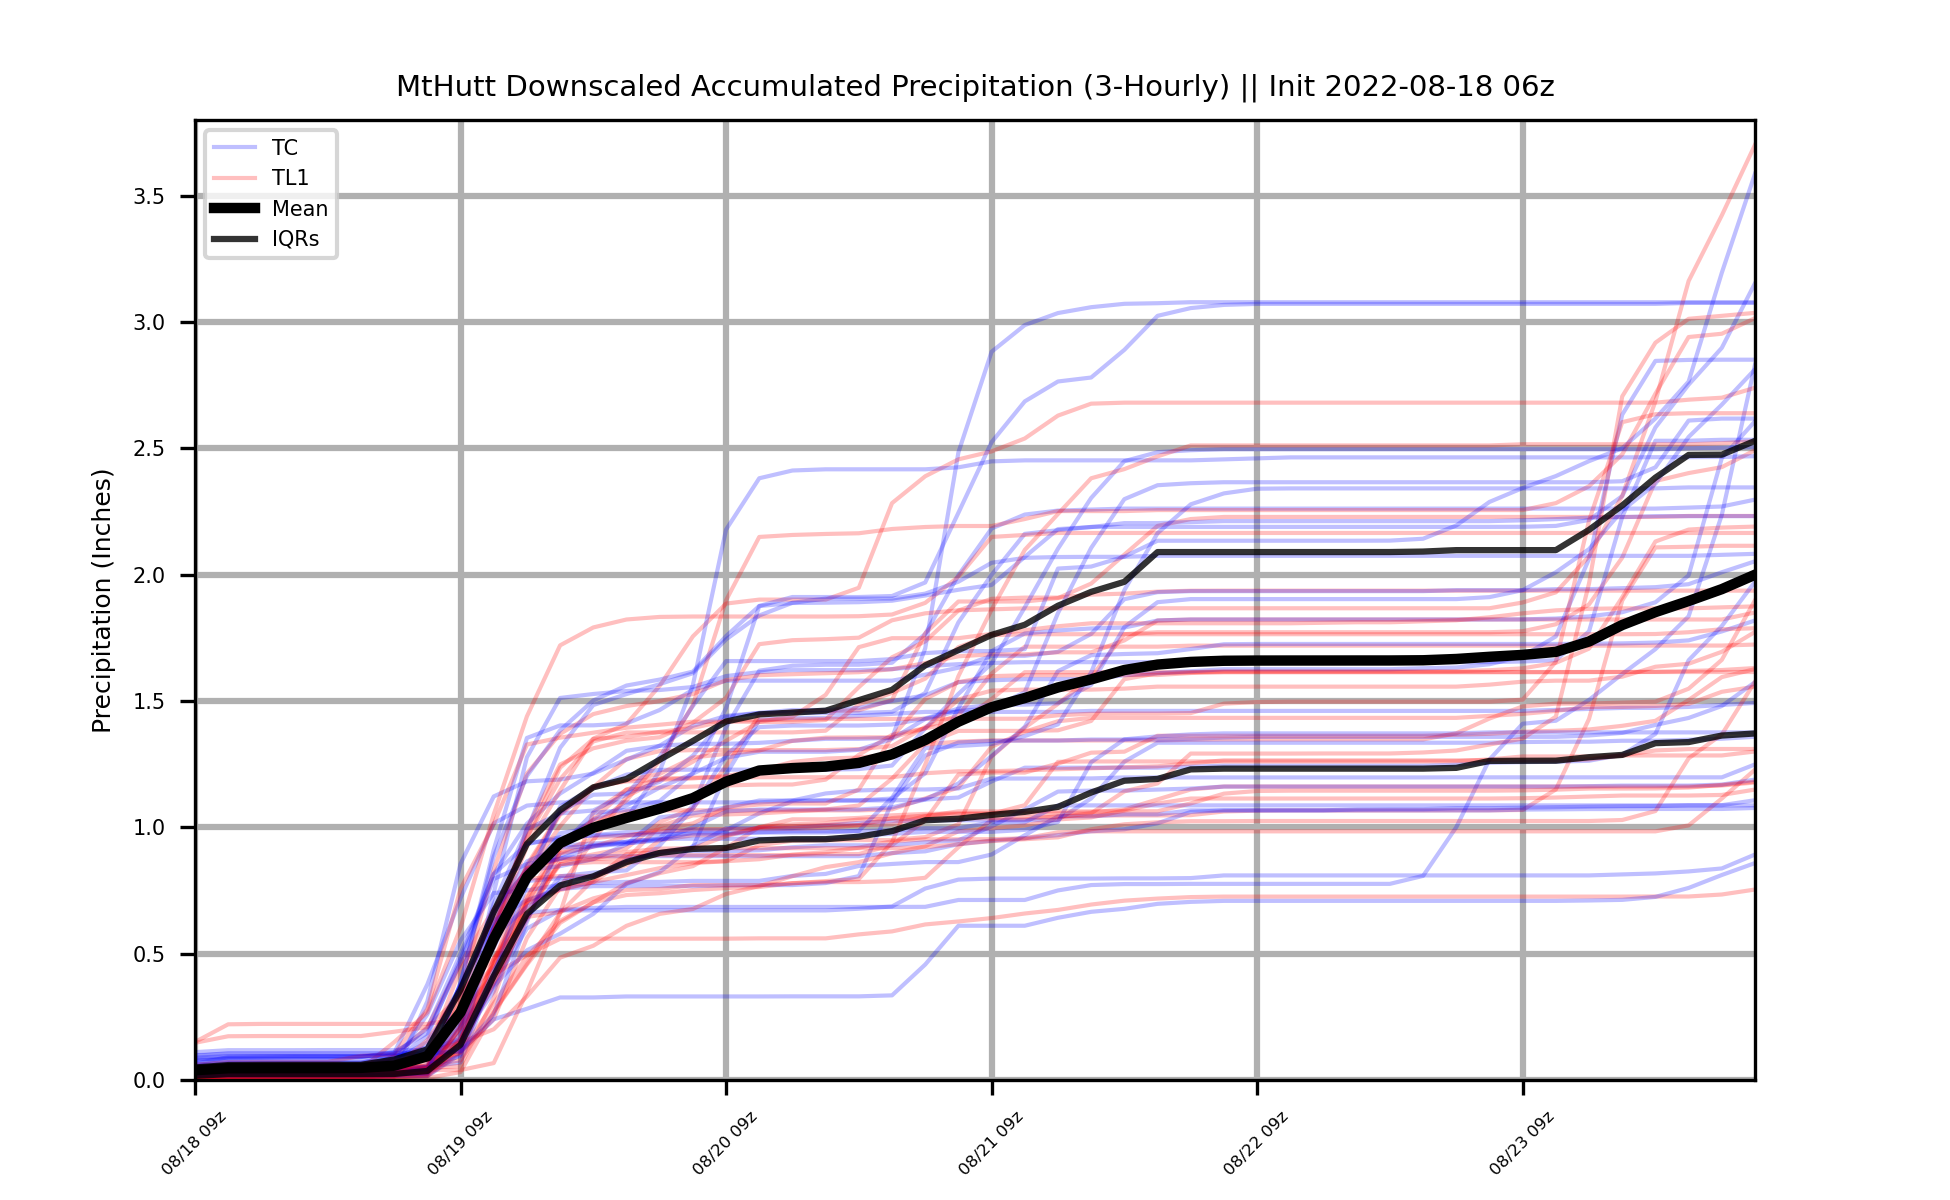 MtHutt Downscaled Accumulated Precipitation (3-Hourly) || Init 2022-08-18 06z
TC
TL1
Mean
IQRs
Precipitation (Inches)
3.5
3.0
2.5
2.0
1.5
1.0
0.5
0.0
08/18 09z
08/19 09z
08/20 09z
08/21 09z
08/22 09z
08/23 09z